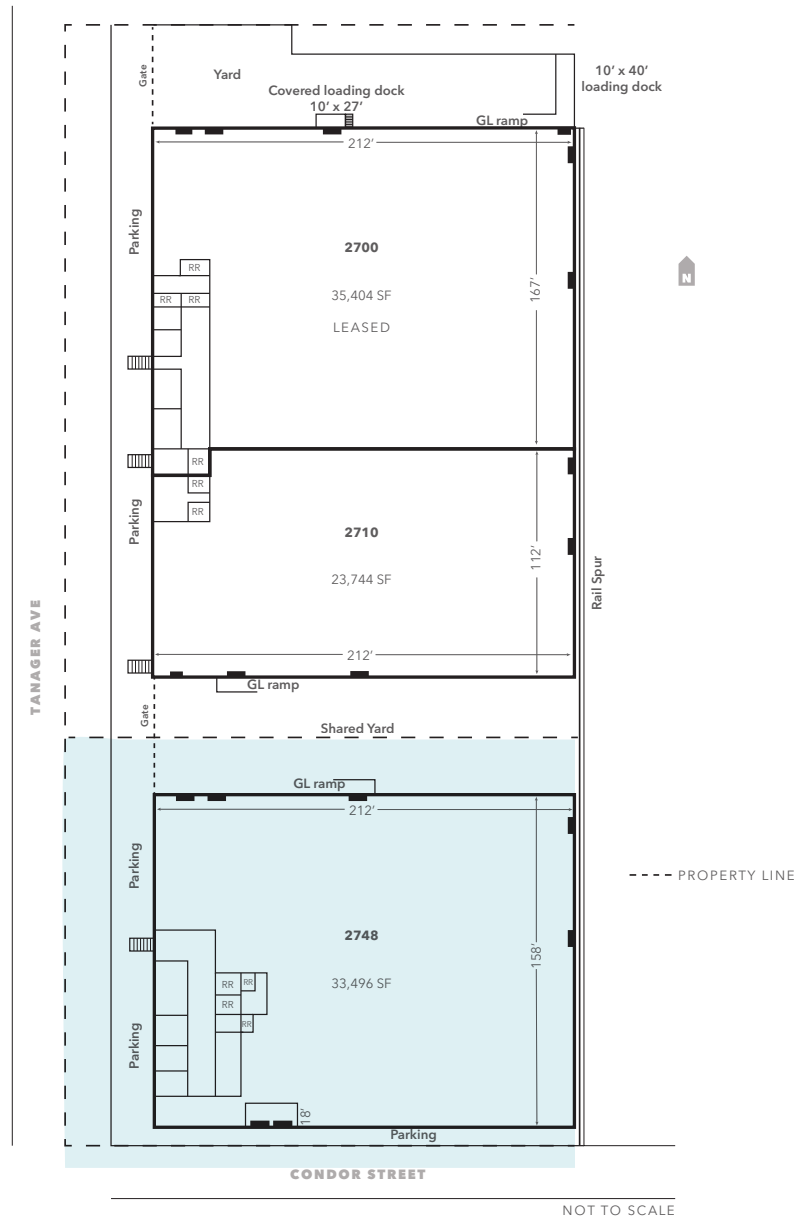 Gate
Yard
Covered loading dock
10' x 27'
10' x 40'
loading dock
GL ramp
212'
Parking
2700
35,404 SF
LEASED
167'
N
RR
RR RR
RR
RR
RR
Parking
2710
23,744 SF
112'
212'
Rail Spur
TANAGER AVE
GL ramp
Gate
Shared Yard
GL ramp
212'
Parking
2748
33,496 SF
158'
RR RR
RR
RR
Parking
18'
Parking
PROPERTY LINE
CONDOR STREET
NOT TO SCALE